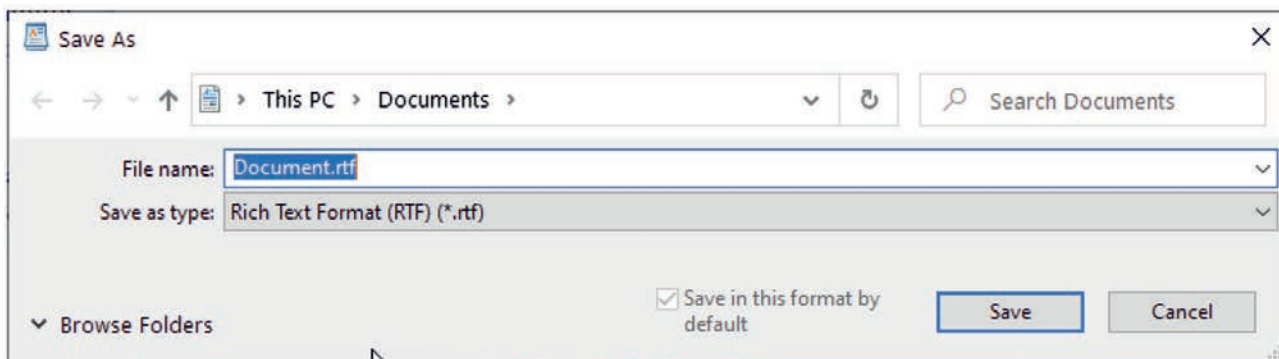 Save As
This PC > Documents >
Search Documents
File name: Document.rtf
Save as type: Rich Text Format (RTF) (*.rtf)
Save in this format by
default
Save
Cancel
Browse Folders